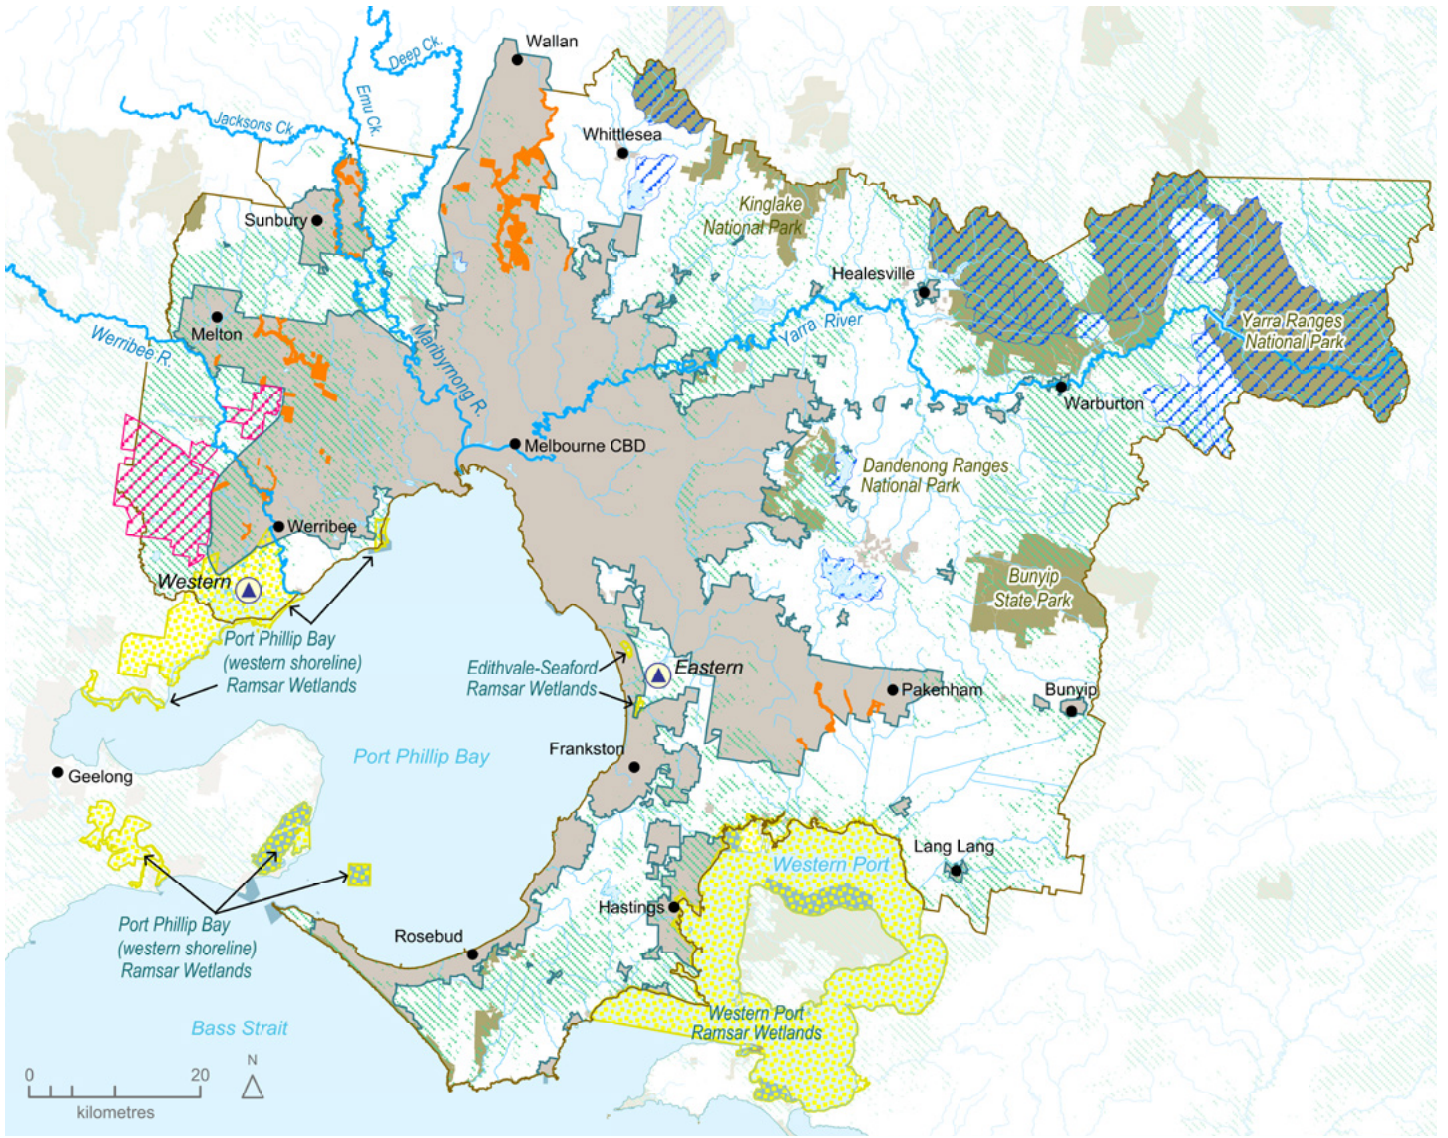 Wallan
Deep Ck.
Emu Ck.
Jacksons Ck.
Whittlesea
Sunbury
Kinglake
National Park
Healesville
Melton
Werribee R.
Maribyrnong R.
Yarra River
Yarra Ranges
National Park
Warburton
Melbourne CBD
Dandenong Ranges
National Park
Werribee
Western
Bunyip
State Park
Port Phillip Bay
(western shoreline)
Ramsar Wetlands
Edithvale-Seaford
Ramsar Wetlands
Eastern
Pakenham
Bunyip
Port Phillip Bay
Frankston
Geelong
Lang Lang
Western Port
Hastings
Port Phillip Bay
(western shoreline)
Ramsar Wetlands
Rosebud
Western Port
Ramsar Wetlands
Bass Strait
N
0 20
kilometres